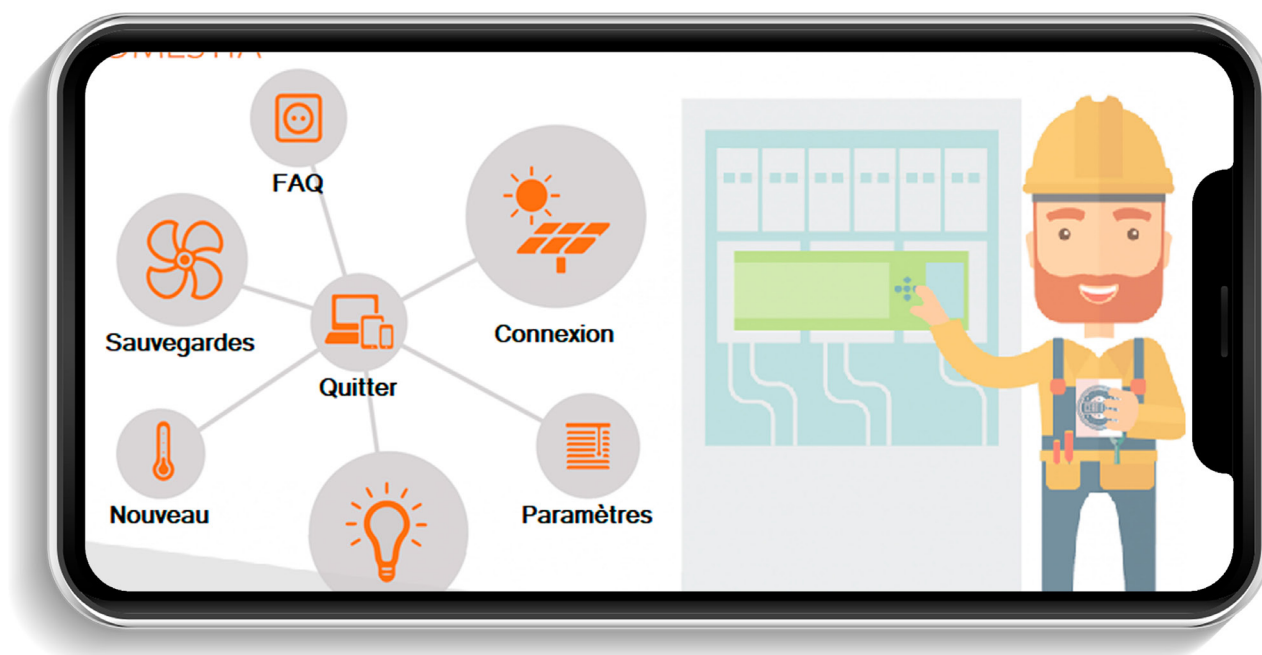 FAQ
Connexion
Sauvegardes
Quitter
Nouveau
Paramètres